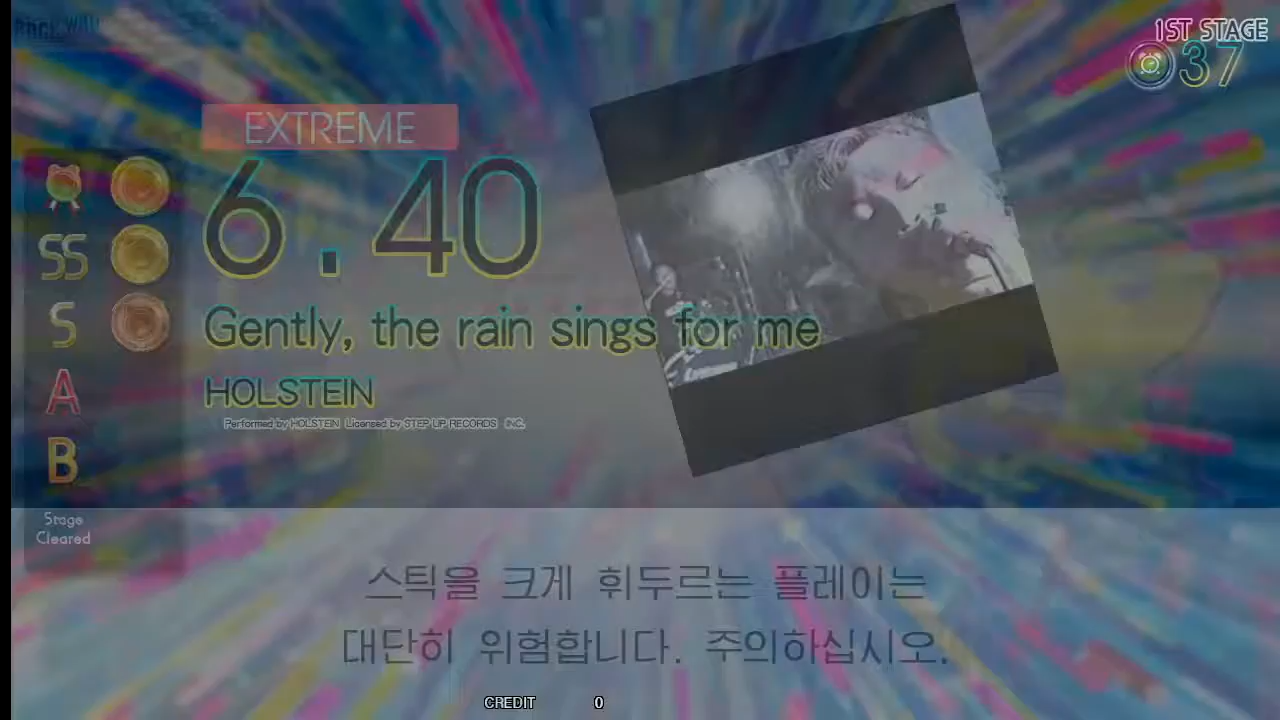 1ST STAGE
37
EXTREME
6.40
SS
S
A
B
Gently, the rain sings for me
HOLSTEIN
Performed by HOLSTEIN Licensed by STEP UP RECORDS INC.
Stage
Cleared
스틱을 크게 휘두르는 플레이는
대단히 위험합니다. 주의하십시오.
CREDIT 0